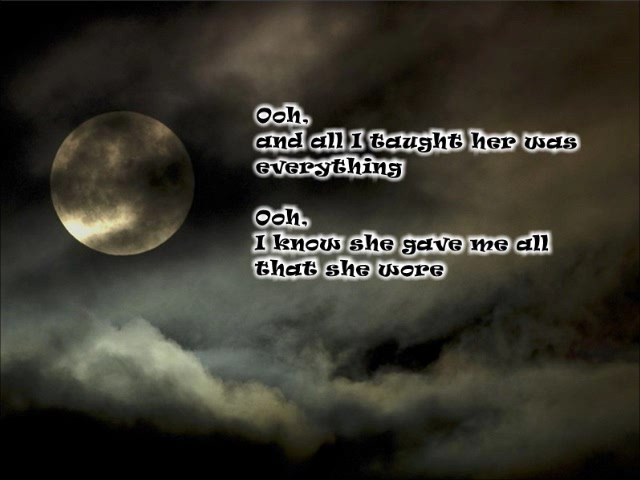 Ooh,
and all I taught her was
everything
Ooh,
I know she gave me all
that she wore